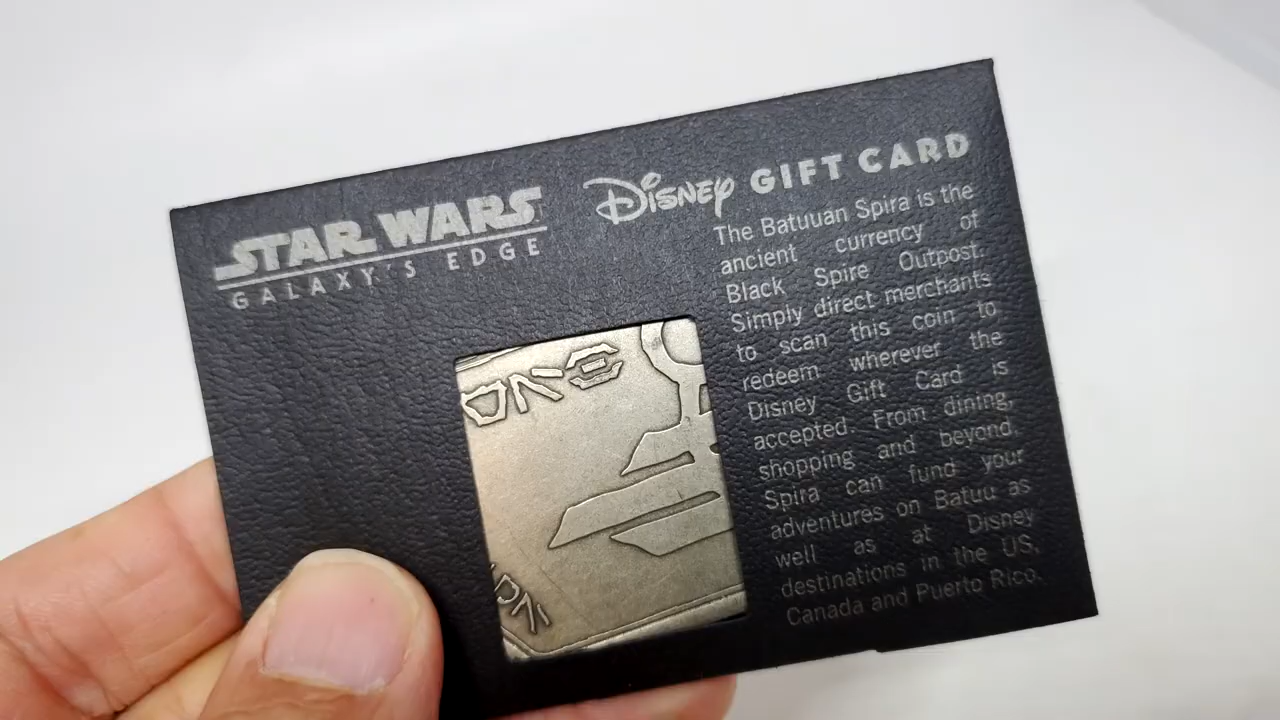 STAR WARS
GALAXY'S EDGE
Disney GIFT CARD
The Batuuan Spira is the
ancient currency of
Black Spire Outpost.
Simply direct merchants
to scan this coin to
redeem wherever the
Disney Gift Card is
accepted. From dining,
shopping and beyond,
Spira can fund your
adventures on Batuu as
well as at Disney
destinations in the US,
Canada and Puerto Rico.